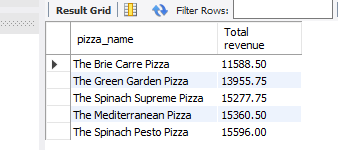 Result Grid Filter Rows:
pizza_name Total revenue
The Brie Carre Pizza 11588.50
The Green Garden Pizza 13955.75
The Spinach Supreme Pizza 15277.75
The Mediterranean Pizza 15360.50
The Spinach Pesto Pizza 15596.00